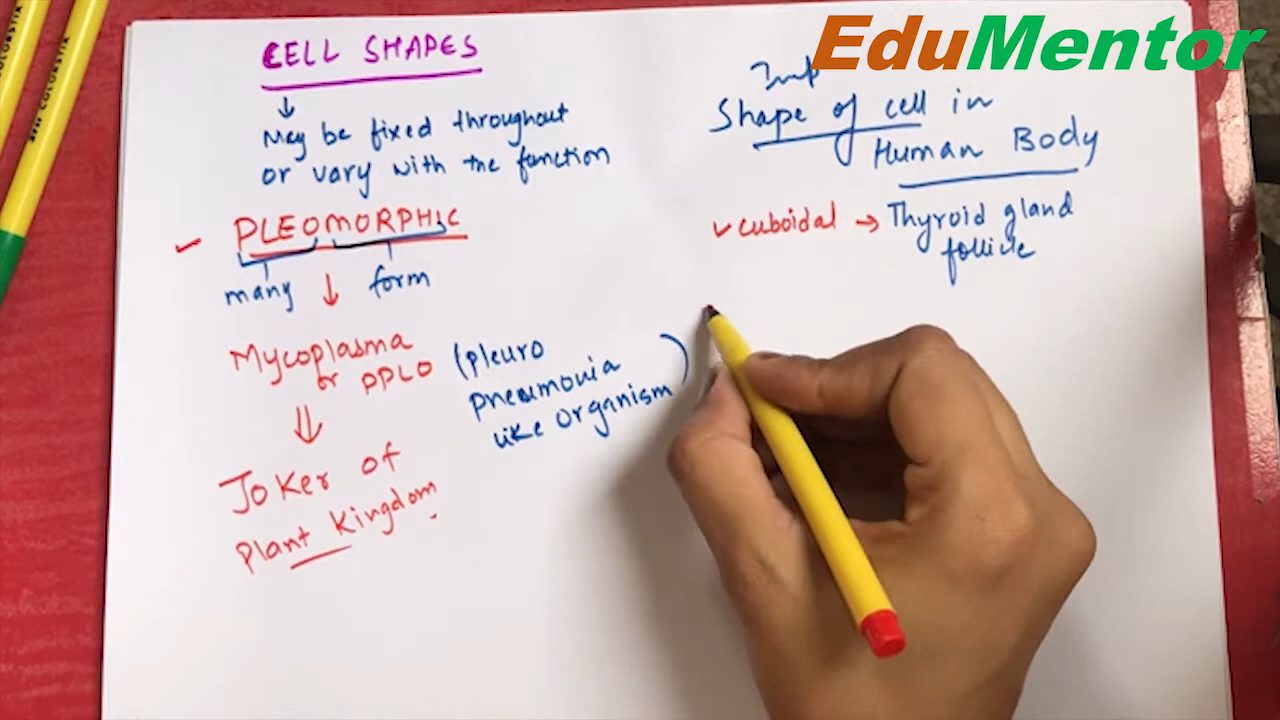 EduMentor
CELL SHAPES
↓
May be fixed throughout
or vary with the function
✓ PLEOMORPHIC
many ↓ form
Mycoplasma
or PPLO
(pleuro
pneumonia
like organism)
⇓
Joker of
Plant Kingdom
Imp
Shape of cell in
Human Body
✓ cuboidal → Thyroid gland
follicle